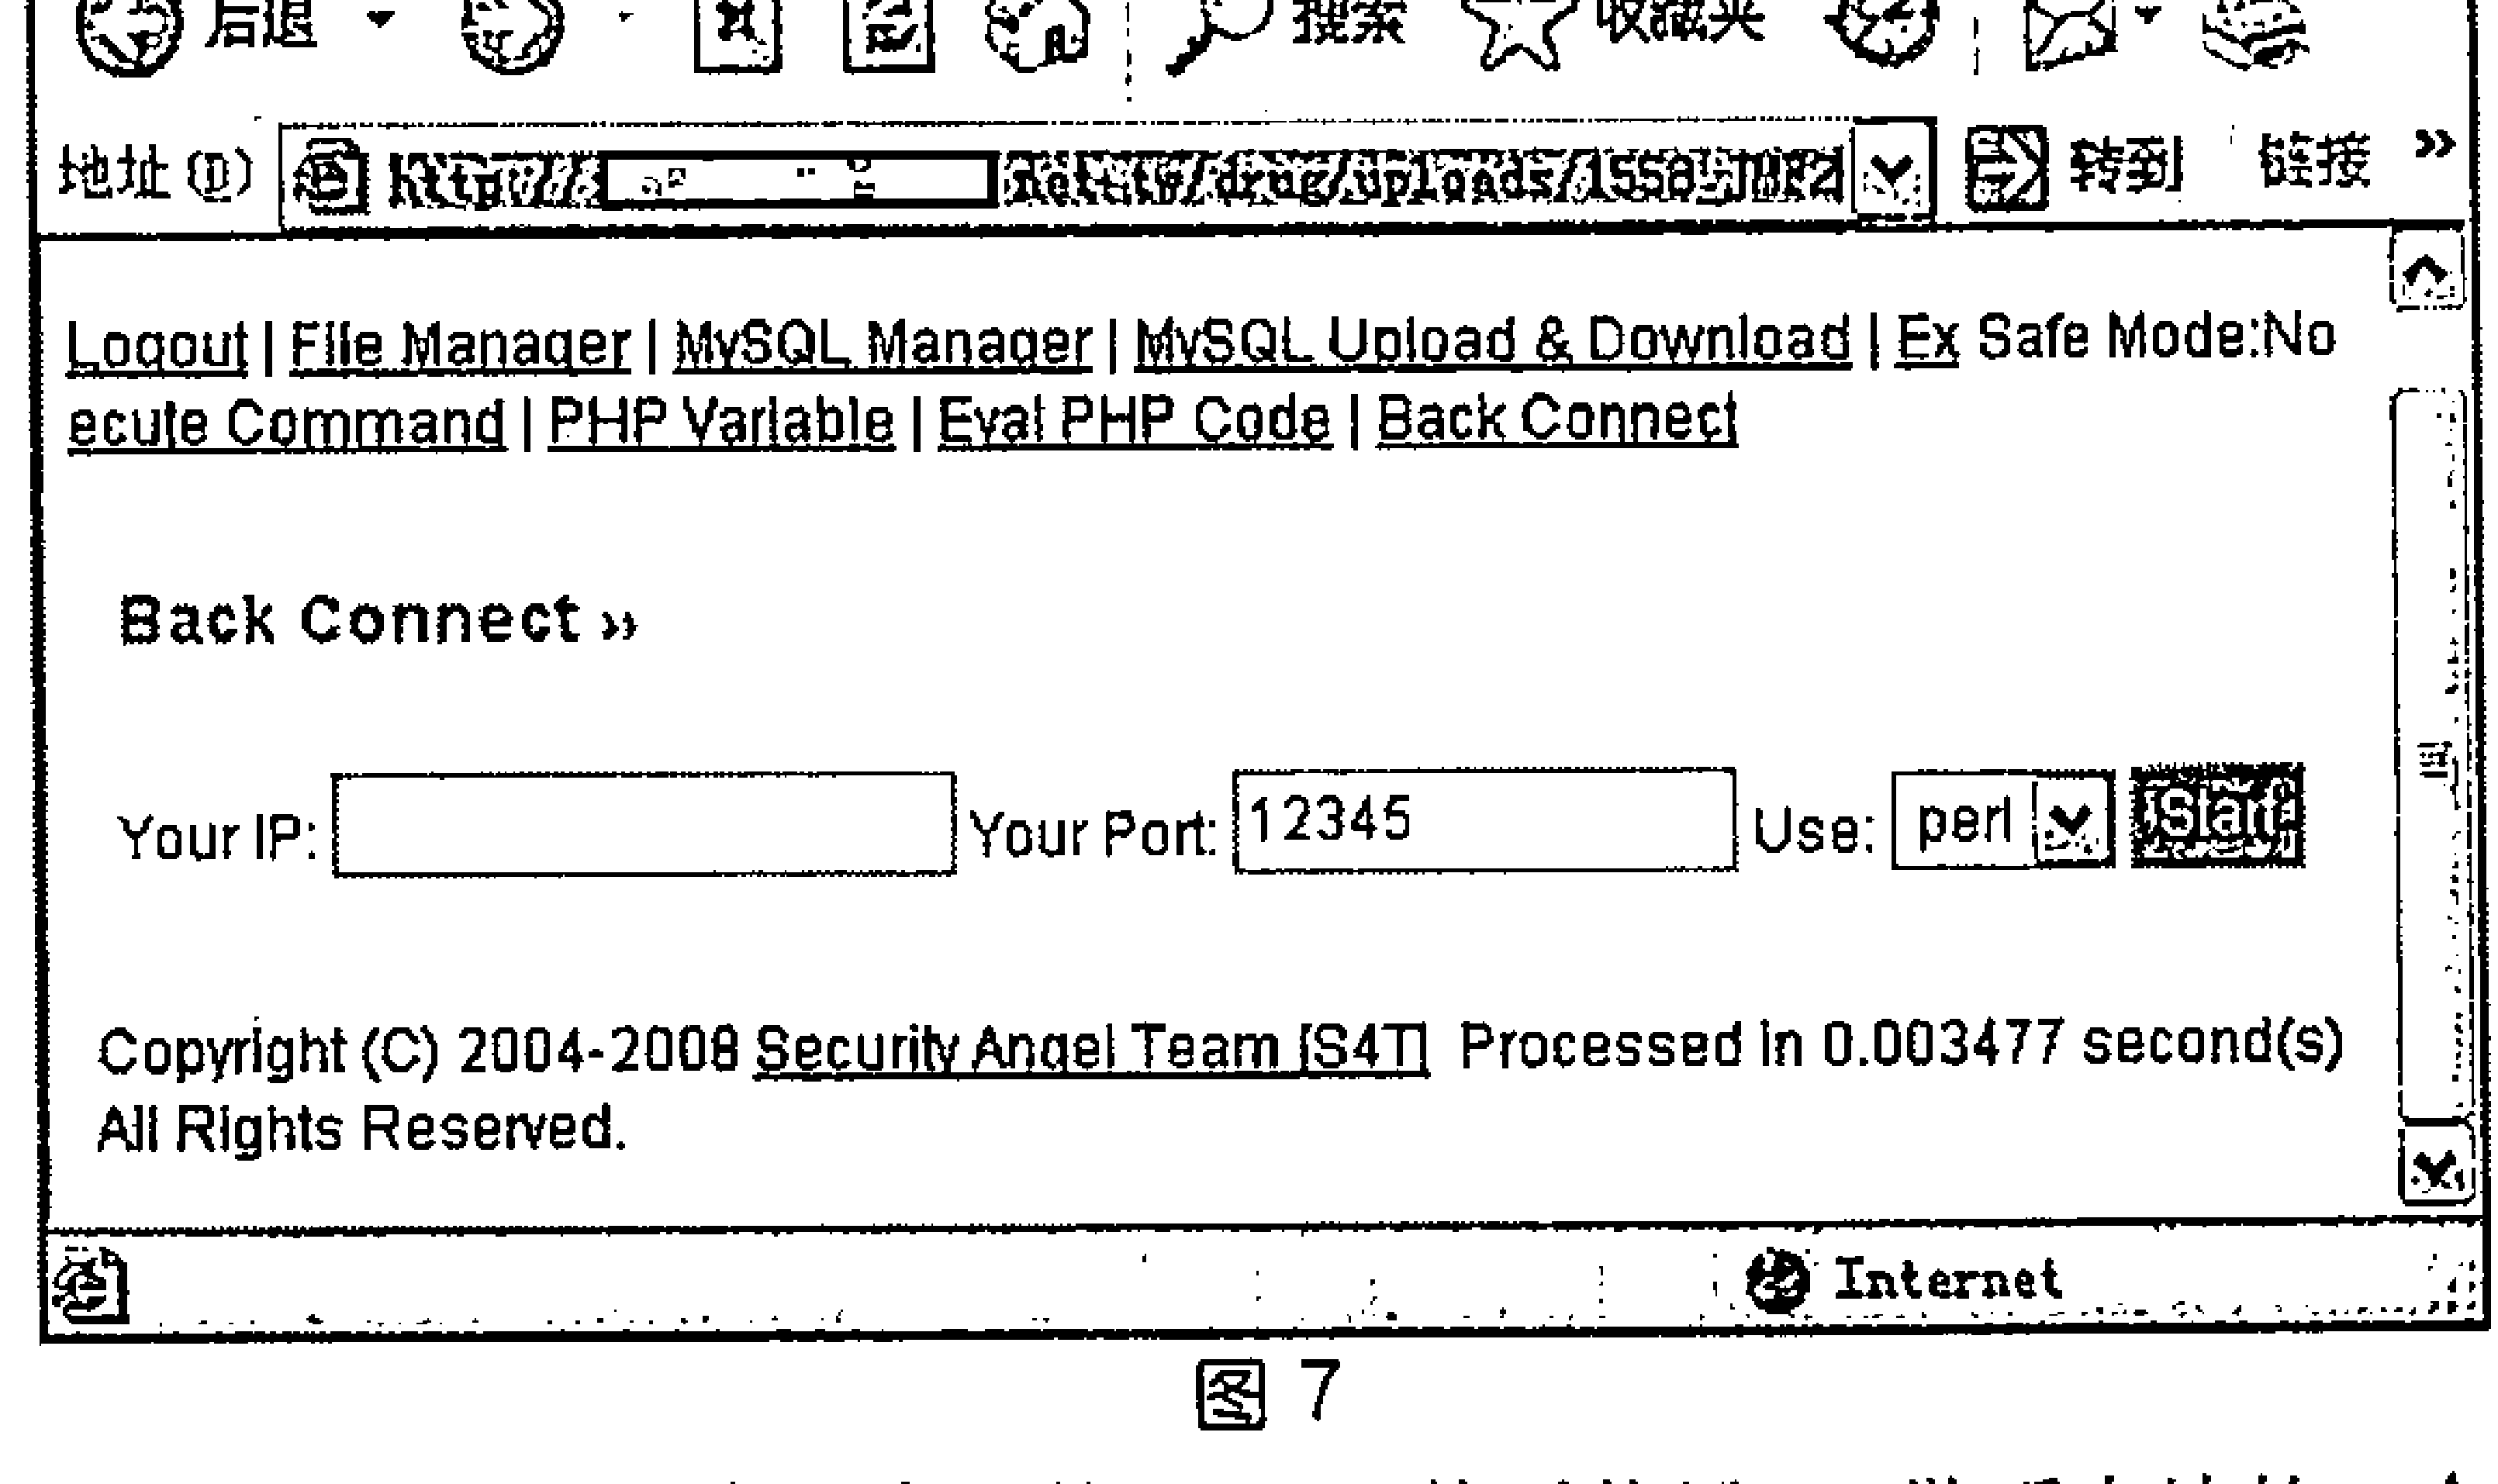 后退 搜索 收藏夹
地址(D) 转到 链接 »
Logout | File Manager | MySQL Manager | MySQL Upload & Download | Ex Safe Mode:No
ecute Command | PHP Variable | Eval PHP Code | Back Connect
Back Connect »
Your IP: Your Port: 12345 Use: perl Start
Copyright (C) 2004-2008 Security Angel Team [S4T] Processed in 0.003477 second(s)
All Rights Reserved.
Internet
图 7